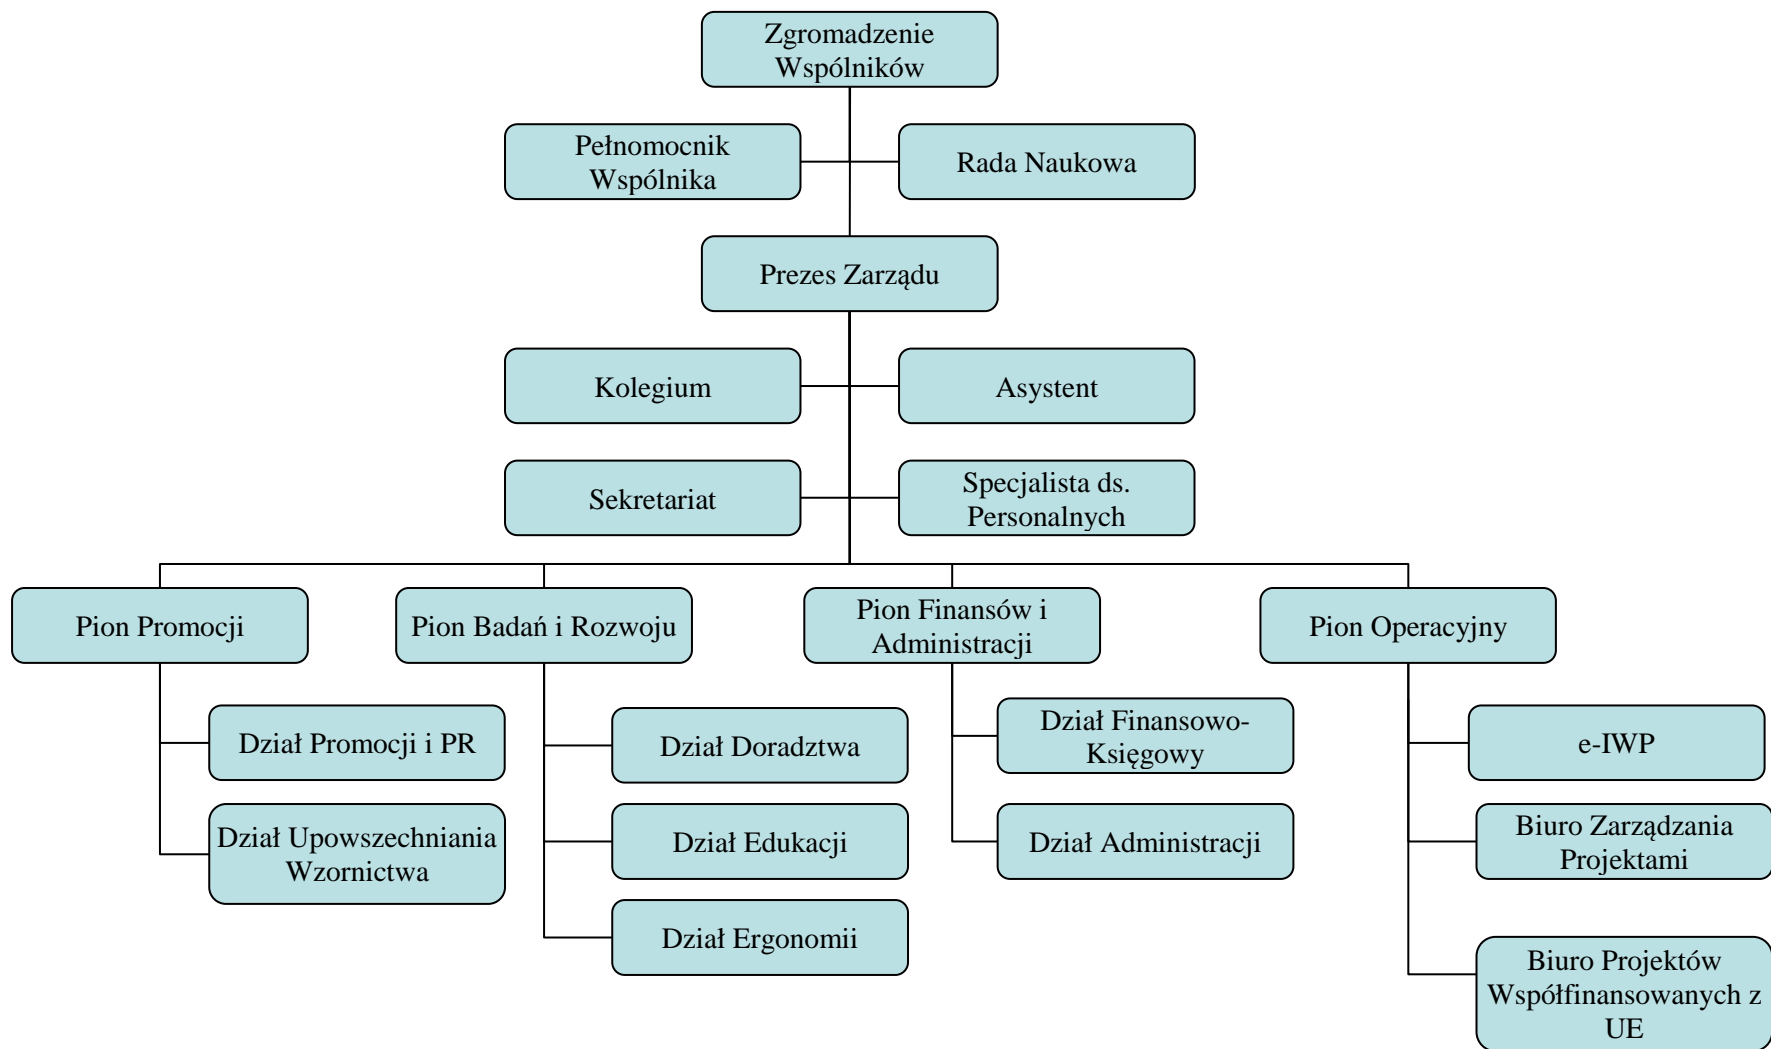 Zgromadzenie
Wspólników
Pełnomocnik
Wspólnika
Rada Naukowa
Prezes Zarządu
Kolegium
Asystent
Sekretariat
Specjalista ds.
Personalnych
Pion Promocji
Pion Badań i Rozwoju
Pion Finansów i
Administracji
Pion Operacyjny
Dział Promocji i PR
Dział Upowszechniania
Wzornictwa
Dział Doradztwa
Dział Edukacji
Dział Ergonomii
Dział Finansowo-
Księgowy
Dział Administracji
e-IWP
Biuro Zarządzania
Projektami
Biuro Projektów
Współfinansowanych z
UE